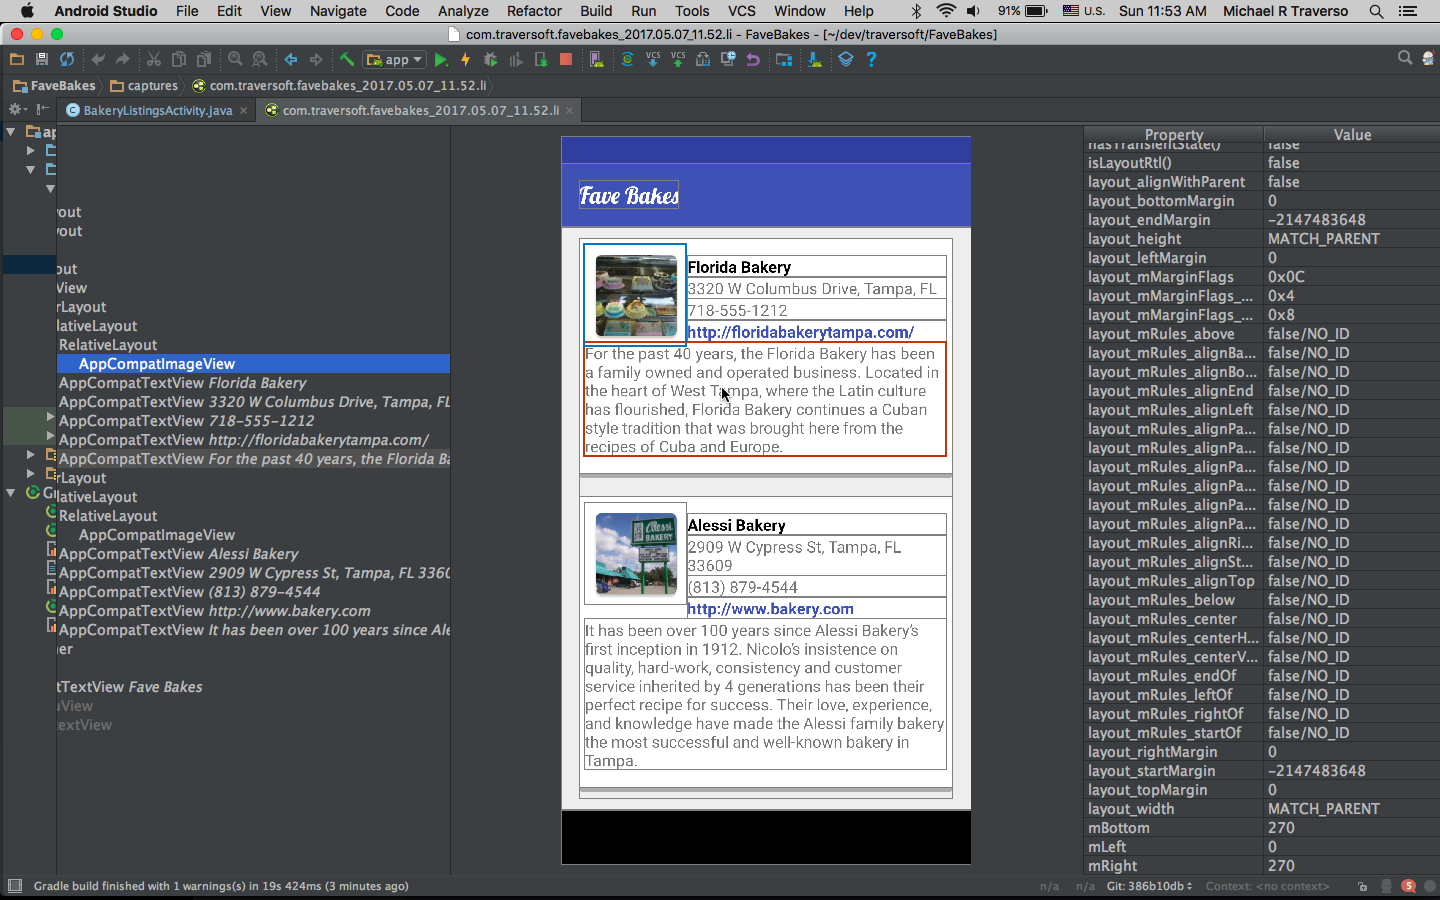 Android Studio File Edit View Navigate Code Analyze Refactor Build Run Tools VCS Window Help 91% U.S. Sun 11:53 AM Michael R Traverso
com.traversoft.favebakes_2017.05.07_11.52.li - FaveBakes - [~/dev/traversoft/FaveBakes]
app
VCS VCS
FaveBakes captures com.traversoft.favebakes_2017.05.07_11.52.li
BakeryListingsActivity.java com.traversoft.favebakes_2017.05.07_11.52.li
ap
yout
yout
out
View
rLayout
lativeLayout
RelativeLayout
AppCompatImageView
AppCompatTextView Florida Bakery
AppCompatTextView 3320 W Columbus Drive, Tampa, FL
AppCompatTextView 718-555-1212
AppCompatTextView http://floridabakerytampa.com/
AppCompatTextView For the past 40 years, the Florida Ba
rLayout
Gr
lativeLayout
RelativeLayout
AppCompatImageView
AppCompatTextView Alessi Bakery
AppCompatTextView 2909 W Cypress St, Tampa, FL 3360
AppCompatTextView (813) 879-4544
AppCompatTextView http://www.bakery.com
AppCompatTextView It has been over 100 years since Ale
er
tTextView Fave Bakes
uView
extView
Fave Bakes
Florida Bakery
3320 W Columbus Drive, Tampa, FL
718-555-1212
http://floridabakerytampa.com/
For the past 40 years, the Florida Bakery has been
a family owned and operated business. Located in
the heart of West Tampa, where the Latin culture
has flourished, Florida Bakery continues a Cuban
style tradition that was brought here from the
recipes of Cuba and Europe.
Alessi
BAKERY
Alessi Bakery
2909 W Cypress St, Tampa, FL
33609
(813) 879-4544
http://www.bakery.com
It has been over 100 years since Alessi Bakery's
first inception in 1912. Nicolo's insistence on
quality, hard-work, consistency and customer
service inherited by 4 generations has been their
perfect recipe for success. Their love, experience,
and knowledge have made the Alessi family bakery
the most successful and well-known bakery in
Tampa.
Property Value
hasTransientState() false
isLayoutRtl() false
layout_alignWithParent false
layout_bottomMargin 0
layout_endMargin -2147483648
layout_height MATCH_PARENT
layout_leftMargin 0
layout_mMarginFlags 0x0C
layout_mMarginFlags_... 0x4
layout_mMarginFlags_... 0x8
layout_mRules_above false/NO_ID
layout_mRules_alignBa... false/NO_ID
layout_mRules_alignBo... false/NO_ID
layout_mRules_alignEnd false/NO_ID
layout_mRules_alignLeft false/NO_ID
layout_mRules_alignPa... false/NO_ID
layout_mRules_alignPa... false/NO_ID
layout_mRules_alignPa... false/NO_ID
layout_mRules_alignPa... false/NO_ID
layout_mRules_alignPa... false/NO_ID
layout_mRules_alignPa... false/NO_ID
layout_mRules_alignRi... false/NO_ID
layout_mRules_alignSt... false/NO_ID
layout_mRules_alignTop false/NO_ID
layout_mRules_below false/NO_ID
layout_mRules_center false/NO_ID
layout_mRules_centerH... false/NO_ID
layout_mRules_centerV... false/NO_ID
layout_mRules_endOf false/NO_ID
layout_mRules_leftOf false/NO_ID
layout_mRules_rightOf false/NO_ID
layout_mRules_startOf false/NO_ID
layout_rightMargin 0
layout_startMargin -2147483648
layout_topMargin 0
layout_width MATCH_PARENT
mBottom 270
mLeft 0
mRight 270
Gradle build finished with 1 warnings(s) in 19s 424ms (3 minutes ago) n/a n/a Git: 386b10db Context: <no context> 5